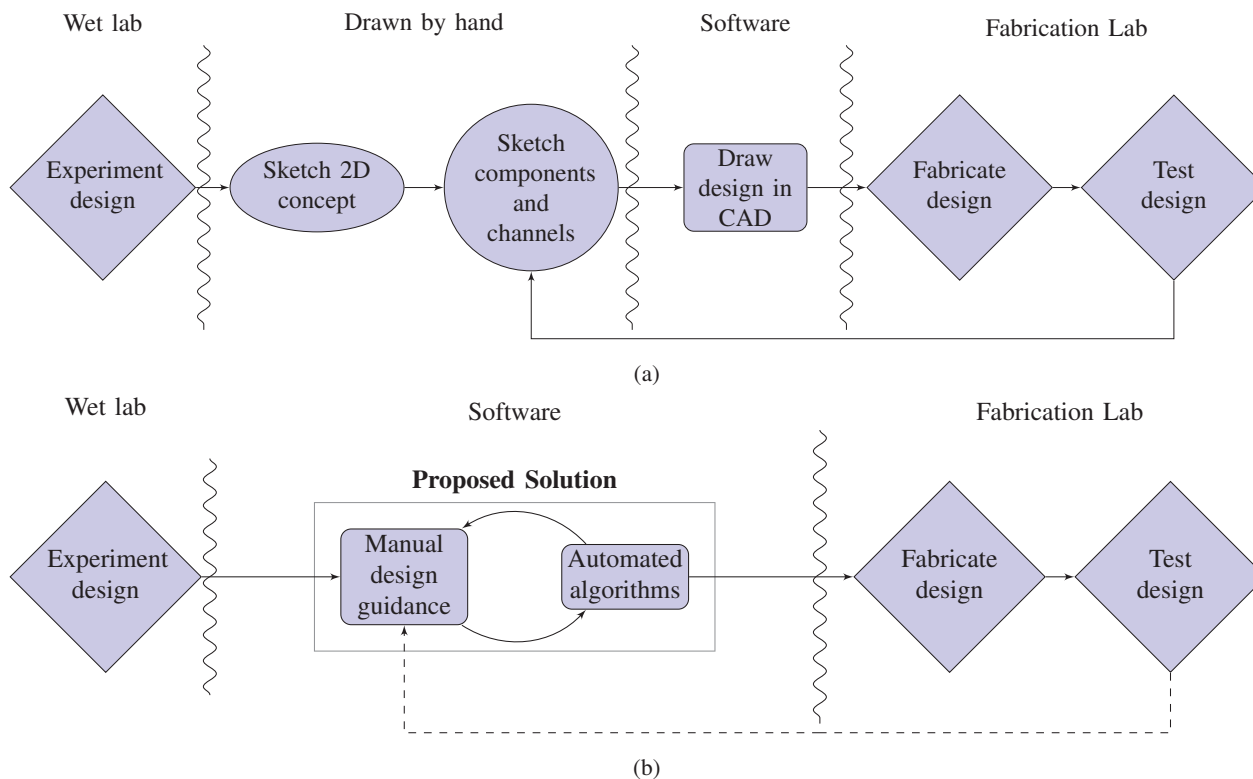 Wet lab
Drawn by hand
Software
Fabrication Lab
Experiment
design
Sketch 2D
concept
Sketch
components
and
channels
Draw
design in
CAD
Fabricate
design
Test
design
(a)
Wet lab
Software
Fabrication Lab
Proposed Solution
Experiment
design
Manual
design
guidance
Automated
algorithms
Fabricate
design
Test
design
(b)